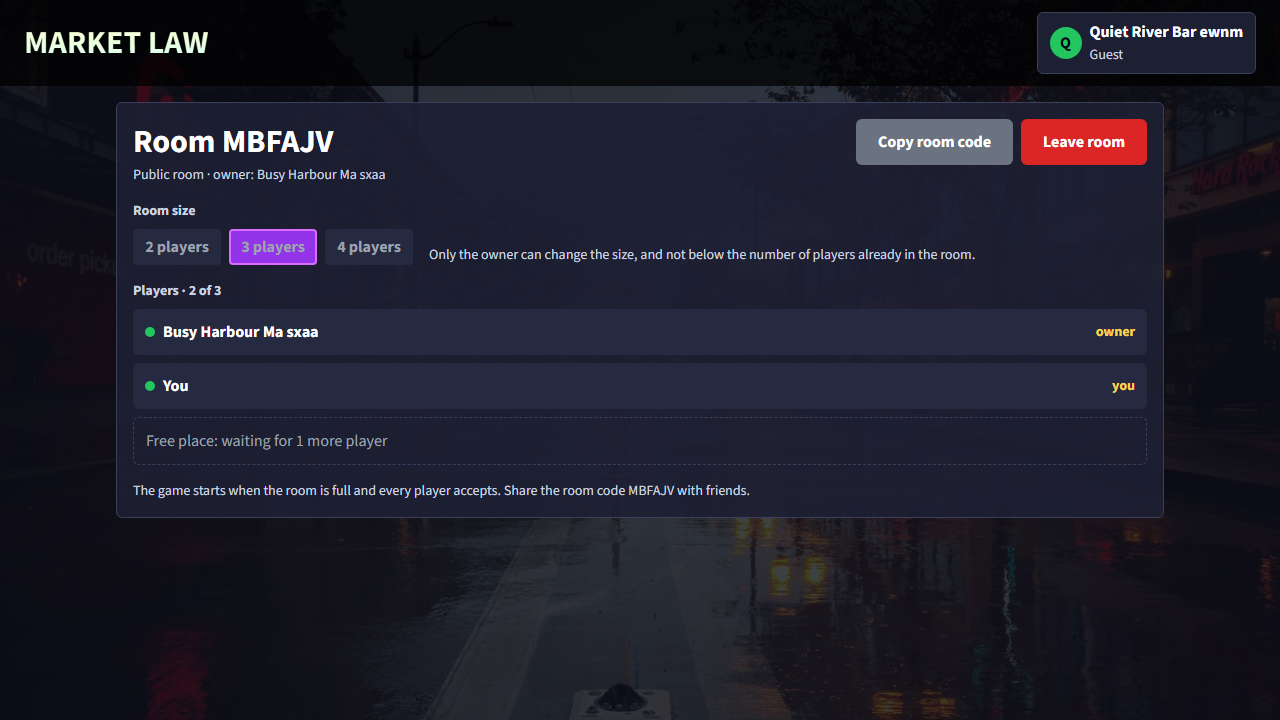 MARKET LAW
Q
Quiet River Bar ewnm
Guest
Room MBFAJV
Copy room code
Leave room
Public room · owner: Busy Harbour Ma sxaa
Room size
2 players
3 players
4 players
Only the owner can change the size, and not below the number of players already in the room.
Players · 2 of 3
Busy Harbour Ma sxaa
owner
You
you
Free place: waiting for 1 more player
The game starts when the room is full and every player accepts. Share the room code MBFAJV with friends.
order pickup
Hard Rock